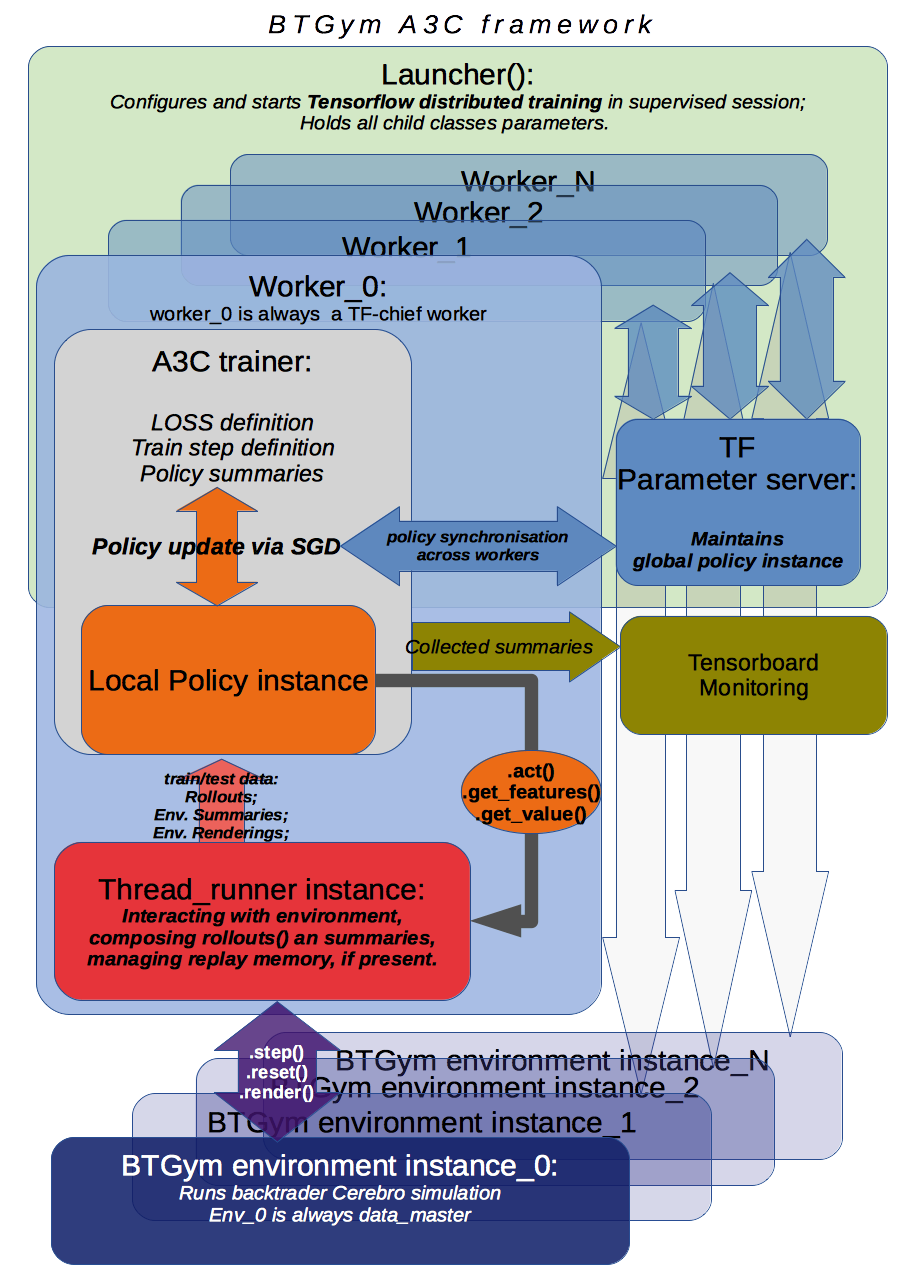 BTGym A3C framework
Launcher():
Configures and starts Tensorflow distributed training in supervised session;
Holds all child classes parameters.
Worker_N
Worker_2
Worker_1
Worker_0:
worker_0 is always a TF-chief worker
A3C trainer:
LOSS definition
Train step definition
Policy summaries
Policy update via SGD
policy synchronisation
across workers
TF
Parameter server:
Maintains
global policy instance
Local Policy instance
Collected summaries
Tensorboard
Monitoring
.act()
.get_features()
.get_value()
train/test data:
Rollouts;
Env. Summaries;
Env. Renderings;
Thread_runner instance:
Interacting with environment,
composing rollouts() an summaries,
managing replay memory, if present.
.step()
.reset()
.render()
BTGym environment instance_N
BTGym environment instance_2
BTGym environment instance_1
BTGym environment instance_0:
Runs backtrader Cerebro simulation
Env_0 is always data_master